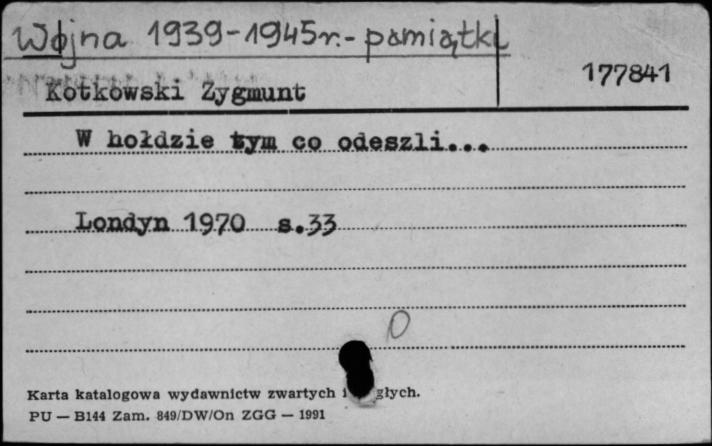 Wojna 1939-1945r.- pamiątki
177841
Kotkowski Zygmunt
W hołdzie tym co odeszli...
Londyn 1970 s.33
0
Karta katalogowa wydawnictw zwartych i głych.
PU — B144 Zam. 849/DW/On ZGG — 1991